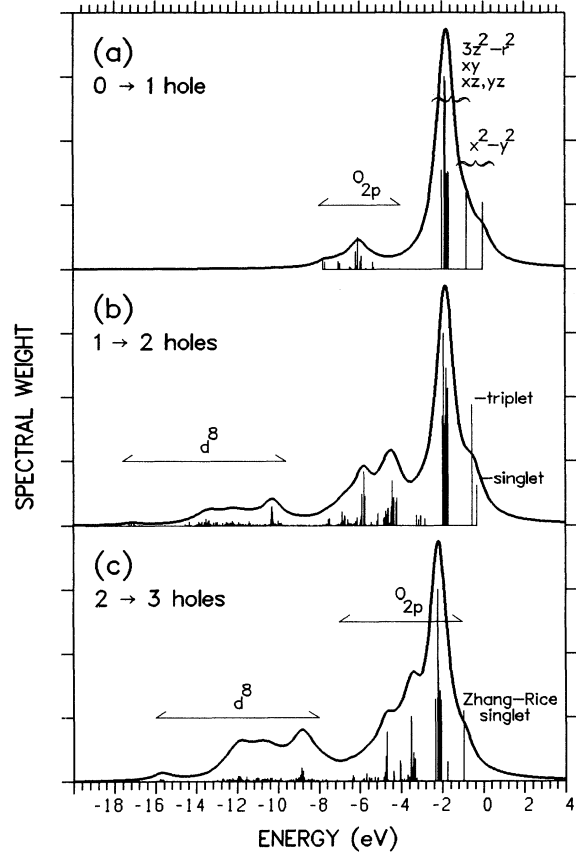 (a)
0 → 1 hole
3z²−r²
xy
xz,yz
x²−y²
O₂ₚ
(b)
1 → 2 holes
triplet
d⁸
singlet
(c)
2 → 3 holes
O₂ₚ
d⁸
Zhang−Rice
singlet
SPECTRAL WEIGHT
-18 -16 -14 -12 -10 -8 -6 -4 -2 0 2 4
ENERGY (eV)